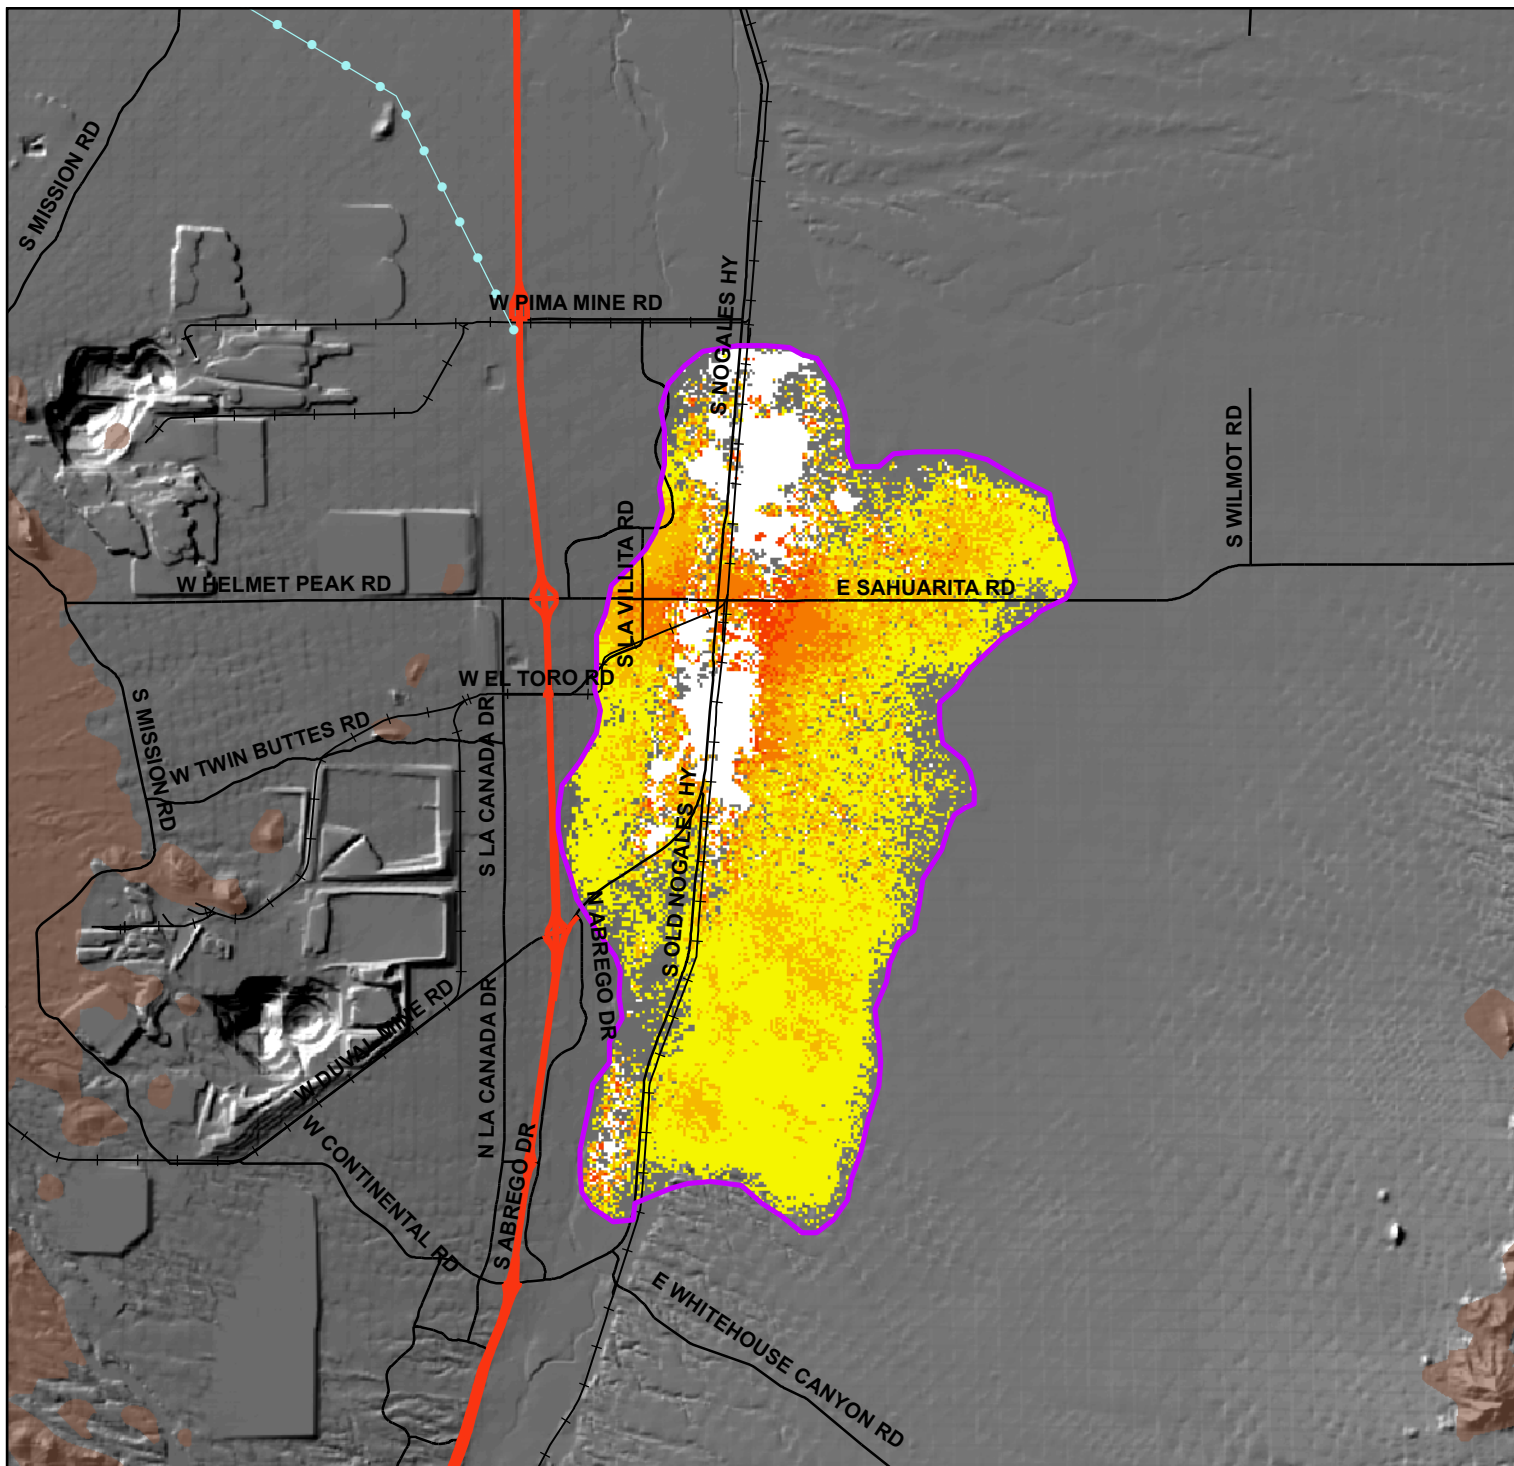 S MISSION RD
W PIMA MINE RD
S NOGALES HY
S WILMOT RD
S LA VILLITA RD
W HELMET PEAK RD
E SAHUARITA RD
W EL TORO RD
S MISSION RD
W TWIN BUTTES RD
S LA CANADA DR
S OLD NOGALES HY
N ABREGO DR
W DUVAL MINE RD
N LA CANADA DR
W CONTINENTAL RD
S ABREGO DR
E WHITEHOUSE CANYON RD